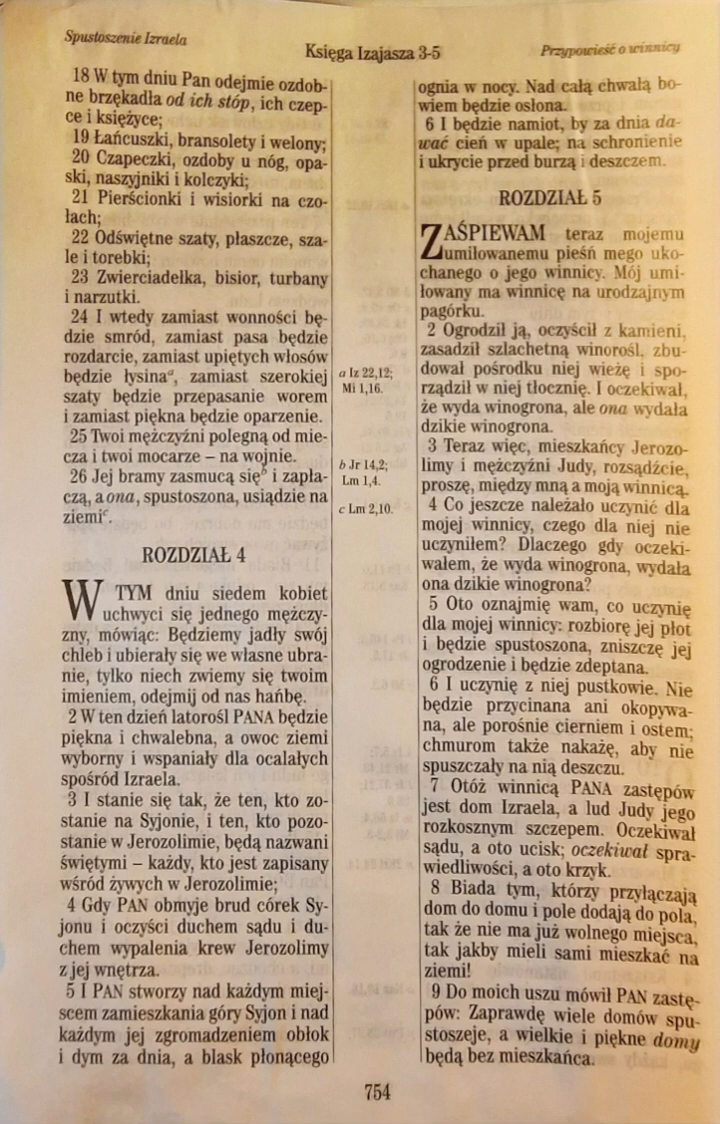 Spustoszenie Izraela
Księga Izajasza 3-5
Przypowieść o winnicy
18 W tym dniu Pan odejmie ozdob-
ne brzękadła od ich stóp, ich czep-
ce i księżyce;
19 Łańcuszki, bransolety i welony;
20 Czapeczki, ozdoby u nóg, opa-
ski, naszyjniki i kolczyki;
21 Pierścionki i wisiorki na czo-
łach;
22 Odświętne szaty, płaszcze, sza-
le i torebki;
23 Zwierciadełka, bisior, turbany
i narzutki.
24 I wtedy zamiast wonności bę-
dzie smród, zamiast pasa będzie
rozdarcie, zamiast upiętych włosów
będzie łysinaᵃ, zamiast szerokiej
szaty będzie przepasanie worem
i zamiast piękna będzie oparzenie.
25 Twoi mężczyźni polegną od mie-
cza i twoi mocarze – na wojnie.
26 Jej bramy zasmucą sięᵇ i zapła-
czą, a ona, spustoszona, usiądzie na
ziemiᶜ.
ROZDZIAŁ 4
W TYM dniu siedem kobiet
uchwyci się jednego mężczy-
zny, mówiąc: Będziemy jadły swój
chleb i ubierały się we własne ubra-
nie, tylko niech zwiemy się twoim
imieniem, odejmij od nas hańbę.
2 W ten dzień latorośl PANA będzie
piękna i chwalebna, a owoc ziemi
wyborny i wspaniały dla ocalałych
spośród Izraela.
3 I stanie się tak, że ten, kto zo-
stanie na Syjonie, i ten, kto pozo-
stanie w Jerozolimie, będą nazwani
świętymi – każdy, kto jest zapisany
wśród żywych w Jerozolimie;
4 Gdy PAN obmyje brud córek Sy-
jonu i oczyści duchem sądu i du-
chem wypalenia krew Jerozolimy
z jej wnętrza.
5 I PAN stworzy nad każdym miej-
scem zamieszkania góry Syjon i nad
każdym jej zgromadzeniem obłok
i dym za dnia, a blask płonącego
a Iz 22,12;
Mi 1,16.
b Jr 14,2;
Lm 1,4.
c Lm 2,10.
ognia w nocy. Nad całą chwałą bo-
wiem będzie osłona.
6 I będzie namiot, by za dnia da-
wać cień w upale; na schronienie
i ukrycie przed burzą i deszczem.
ROZDZIAŁ 5
ZAŚPIEWAM teraz mojemu
umiłowanemu pieśń mego uko-
chanego o jego winnicy. Mój umi-
łowany ma winnicę na urodzajnym
pagórku.
2 Ogrodził ją, oczyścił z kamieni,
zasadził szlachetną winorośl, zbu-
dował pośrodku niej wieżę i spo-
rządził w niej tłocznię. I oczekiwał,
że wyda winogrona, ale ona wydała
dzikie winogrona.
3 Teraz więc, mieszkańcy Jerozo-
limy i mężczyźni Judy, rozsądźcie,
proszę, między mną a moją winnicą.
4 Co jeszcze należało uczynić dla
mojej winnicy, czego dla niej nie
uczyniłem? Dlaczego gdy oczeki-
wałem, że wyda winogrona, wydała
ona dzikie winogrona?
5 Oto oznajmię wam, co uczynię
dla mojej winnicy: rozbiorę jej płot
i będzie spustoszona, zniszczę jej
ogrodzenie i będzie zdeptana.
6 I uczynię z niej pustkowie. Nie
będzie przycinana ani okopywa-
na, ale porośnie cierniem i ostem;
chmurom także nakażę, aby nie
spuszczały na nią deszczu.
7 Otóż winnicą PANA zastępów
jest dom Izraela, a lud Judy jego
rozkosznym szczepem. Oczekiwał
sądu, a oto ucisk; oczekiwał spra-
wiedliwości, a oto krzyk.
8 Biada tym, którzy przyłączają
dom do domu i pole dodają do pola,
tak że nie ma już wolnego miejsca,
tak jakby mieli sami mieszkać na
ziemi!
9 Do moich uszu mówił PAN zastę-
pów: Zaprawdę wiele domów spu-
stoszeje, a wielkie i piękne domy
będą bez mieszkańca.
754